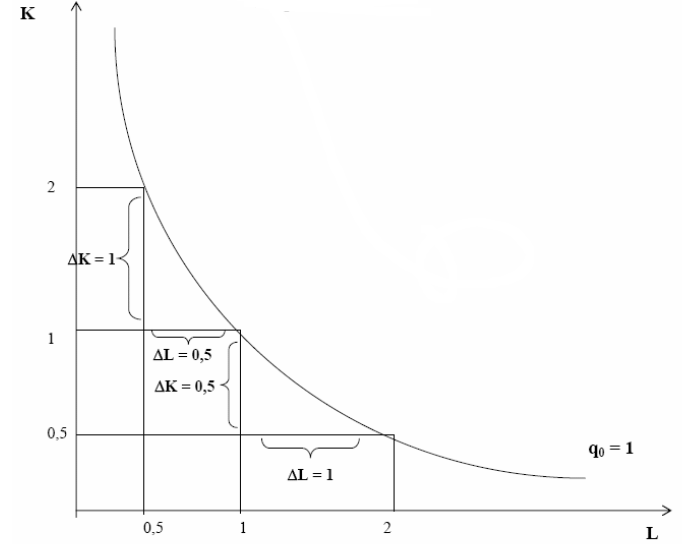 K
2
ΔK = 1
1
ΔL = 0,5
ΔK = 0,5
0,5
q₀ = 1
ΔL = 1
0,5 1 2
L